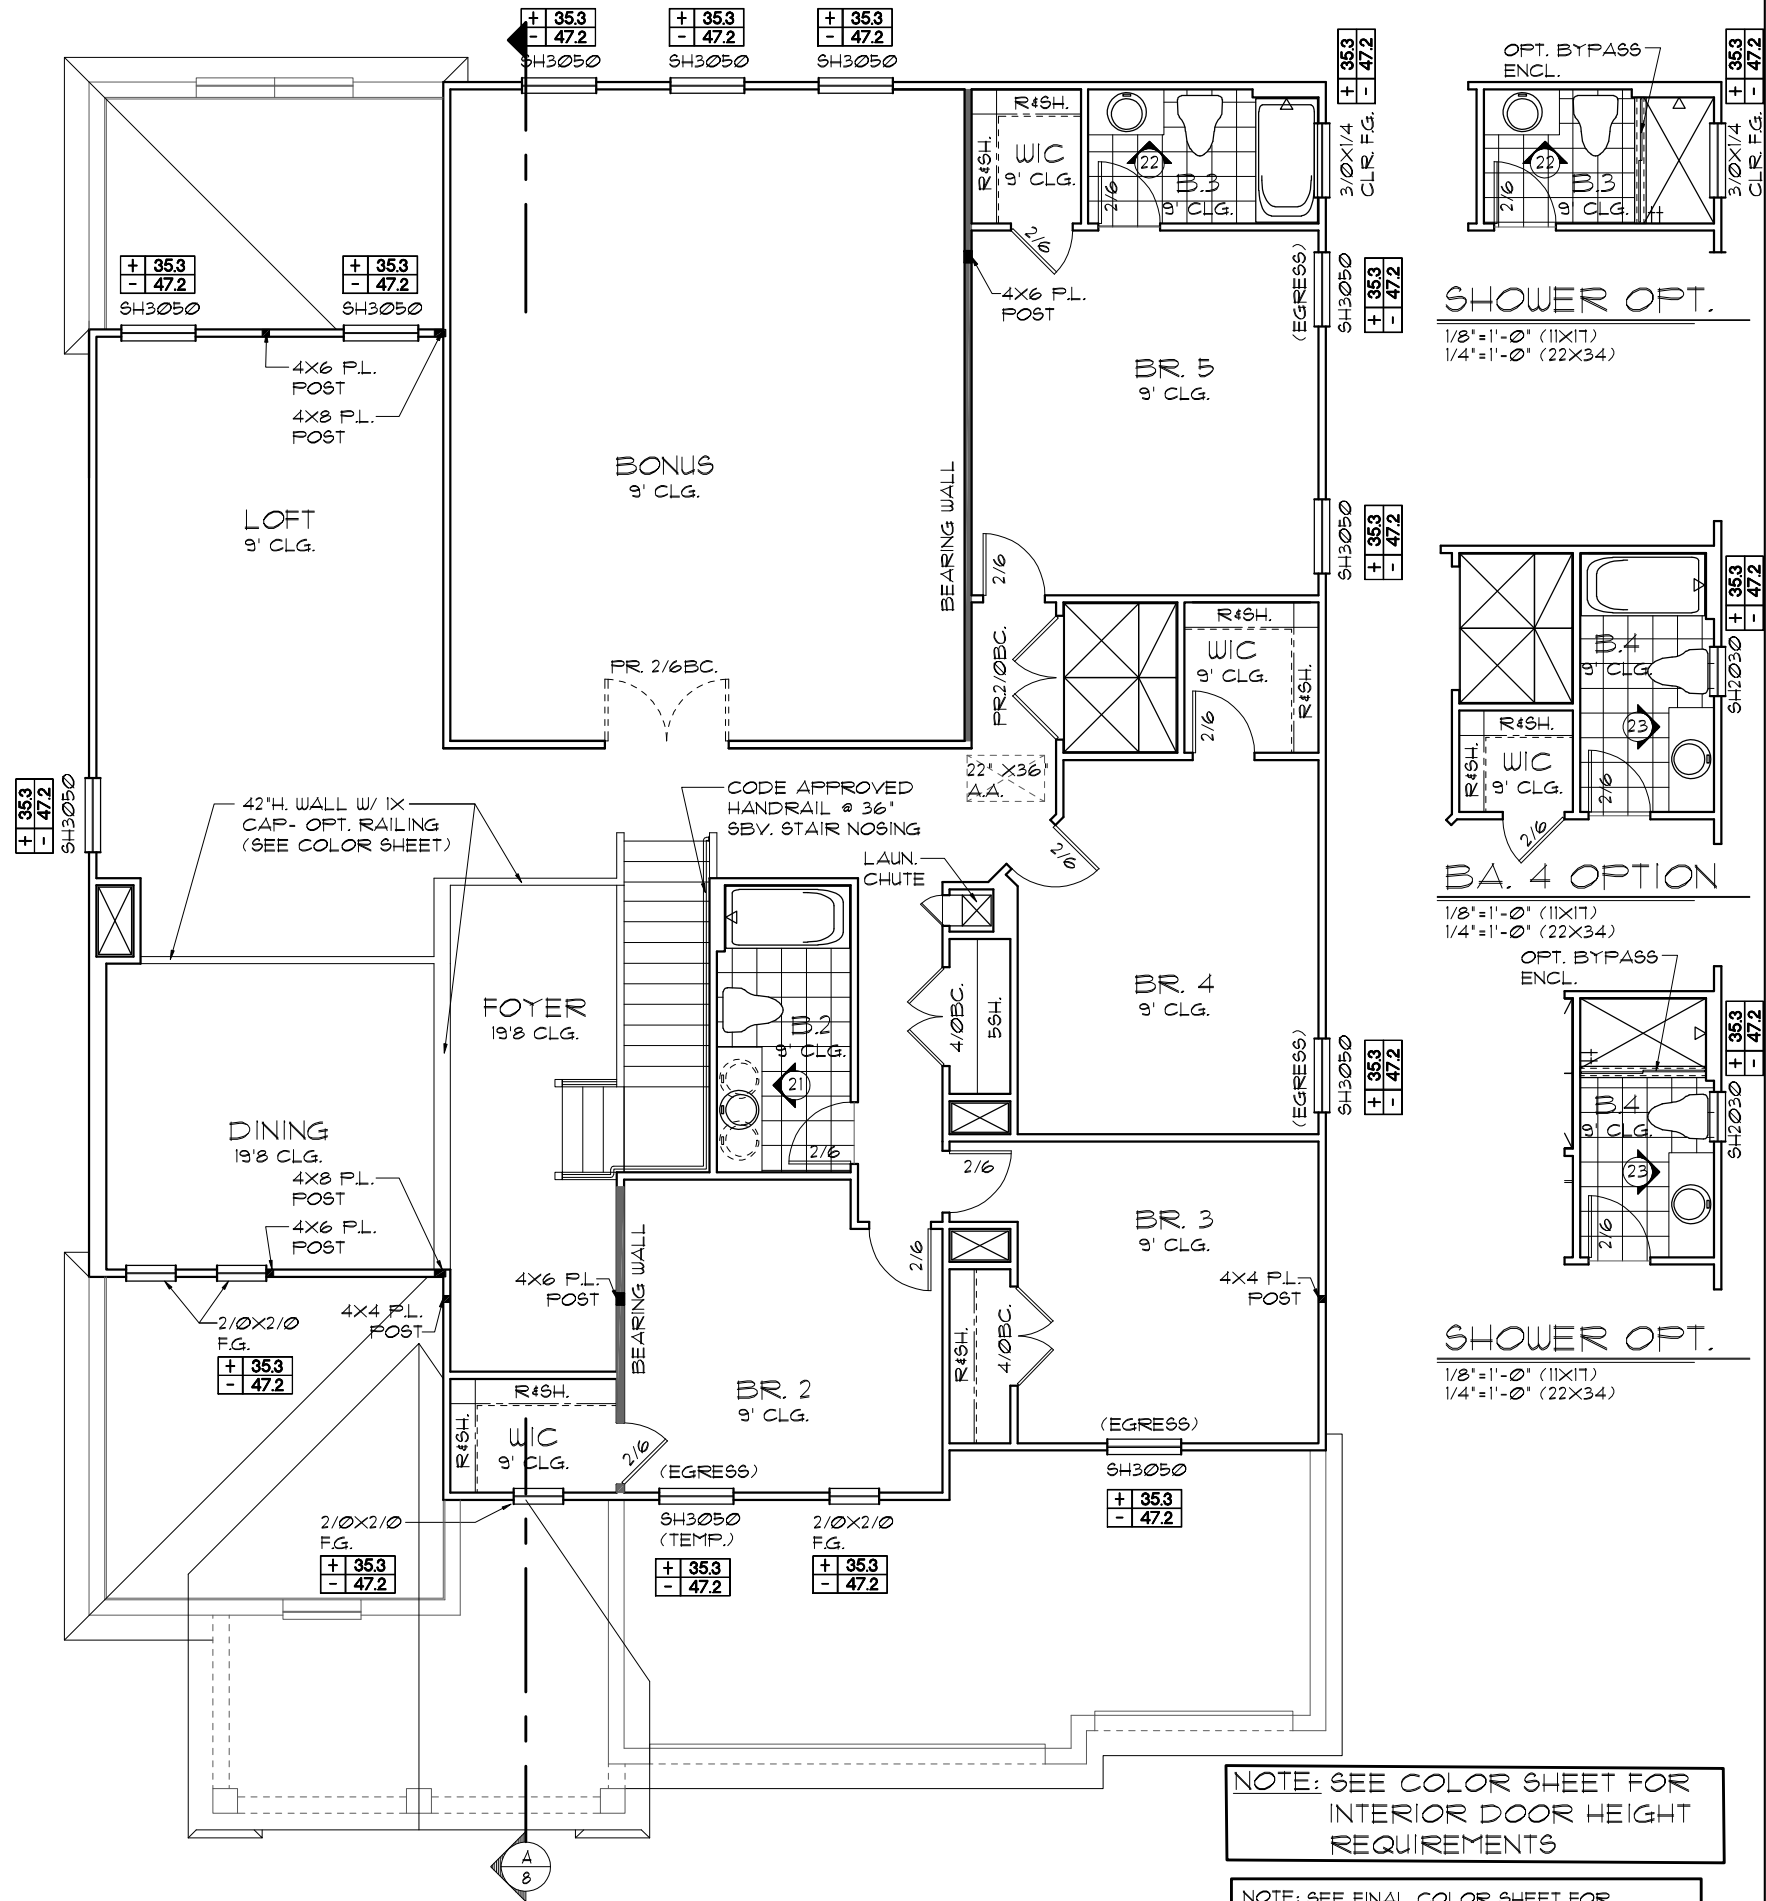 + 35.3
- 47.2
SH3050
+ 35.3
- 47.2
SH3050
+ 35.3
- 47.2
SH3050
+ 35.3
- 47.2
3/0X1/4
CLR. F.G.
OPT. BYPASS
ENCL.
+ 35.3
- 47.2
3/0X1/4
CLR. F.G.
R&SH.
R&SH.
WIC
9' CLG.
2/6
22
B.3
9' CLG.
2/6
22
B.3
9' CLG.
2/6
SHOWER OPT.
1/8"=1'-0" (11X17)
1/4"=1'-0" (22X34)
+ 35.3
- 47.2
SH3050
+ 35.3
- 47.2
SH3050
4X6 P.L.
POST
(EGRESS)
SH3050
+ 35.3
- 47.2
4X6 P.L.
POST
4X8 P.L.
POST
BR. 5
9' CLG.
BONUS
9' CLG.
LOFT
9' CLG.
BEARING WALL
SH3050
+ 35.3
- 47.2
2/6
PR. 2/6BC.
PR.2/0BC.
R&SH.
WIC
9' CLG.
R&SH.
2/6
+ 35.3
- 47.2
SH2030
B.4
9' CLG.
23
R&SH.
R&SH.
WIC
9' CLG.
2/6
2/6
BA. 4 OPTION
1/8"=1'-0" (11X17)
1/4"=1'-0" (22X34)
22" X36"
A.A.
+ 35.3
- 47.2
SH3050
42"H. WALL W/ 1X
CAP- OPT. RAILING
(SEE COLOR SHEET)
CODE APPROVED
HANDRAIL @ 36"
SBV. STAIR NOSING
LAUN.
CHUTE
2/6
OPT. BYPASS
ENCL.
+ 35.3
- 47.2
SH2030
B.4
9' CLG.
23
2/6
SHOWER OPT.
1/8"=1'-0" (11X17)
1/4"=1'-0" (22X34)
FOYER
19'8 CLG.
B.2
9' CLG.
21
2/6
4/0BC.
5SH.
BR. 4
9' CLG.
(EGRESS)
SH3050
+ 35.3
- 47.2
DINING
19'8 CLG.
4X8 P.L.
POST
4X6 P.L.
POST
2/6
BR. 3
9' CLG.
2/6
4X6 P.L.
POST
BEARING WALL
4X4 P.L.
POST
4X4 P.L.
POST
2/0X2/0
F.G.
+ 35.3
- 47.2
R&SH.
4/0BC.
R&SH.
R&SH.
WIC
9' CLG.
2/6
BR. 2
9' CLG.
(EGRESS)
(EGRESS)
SH3050
+ 35.3
- 47.2
2/0X2/0
F.G.
+ 35.3
- 47.2
SH3050
(TEMP.)
+ 35.3
- 47.2
2/0X2/0
F.G.
+ 35.3
- 47.2
A
8
NOTE: SEE COLOR SHEET FOR
INTERIOR DOOR HEIGHT
REQUIREMENTS
NOTE: SEE FINAL COLOR SHEET FOR